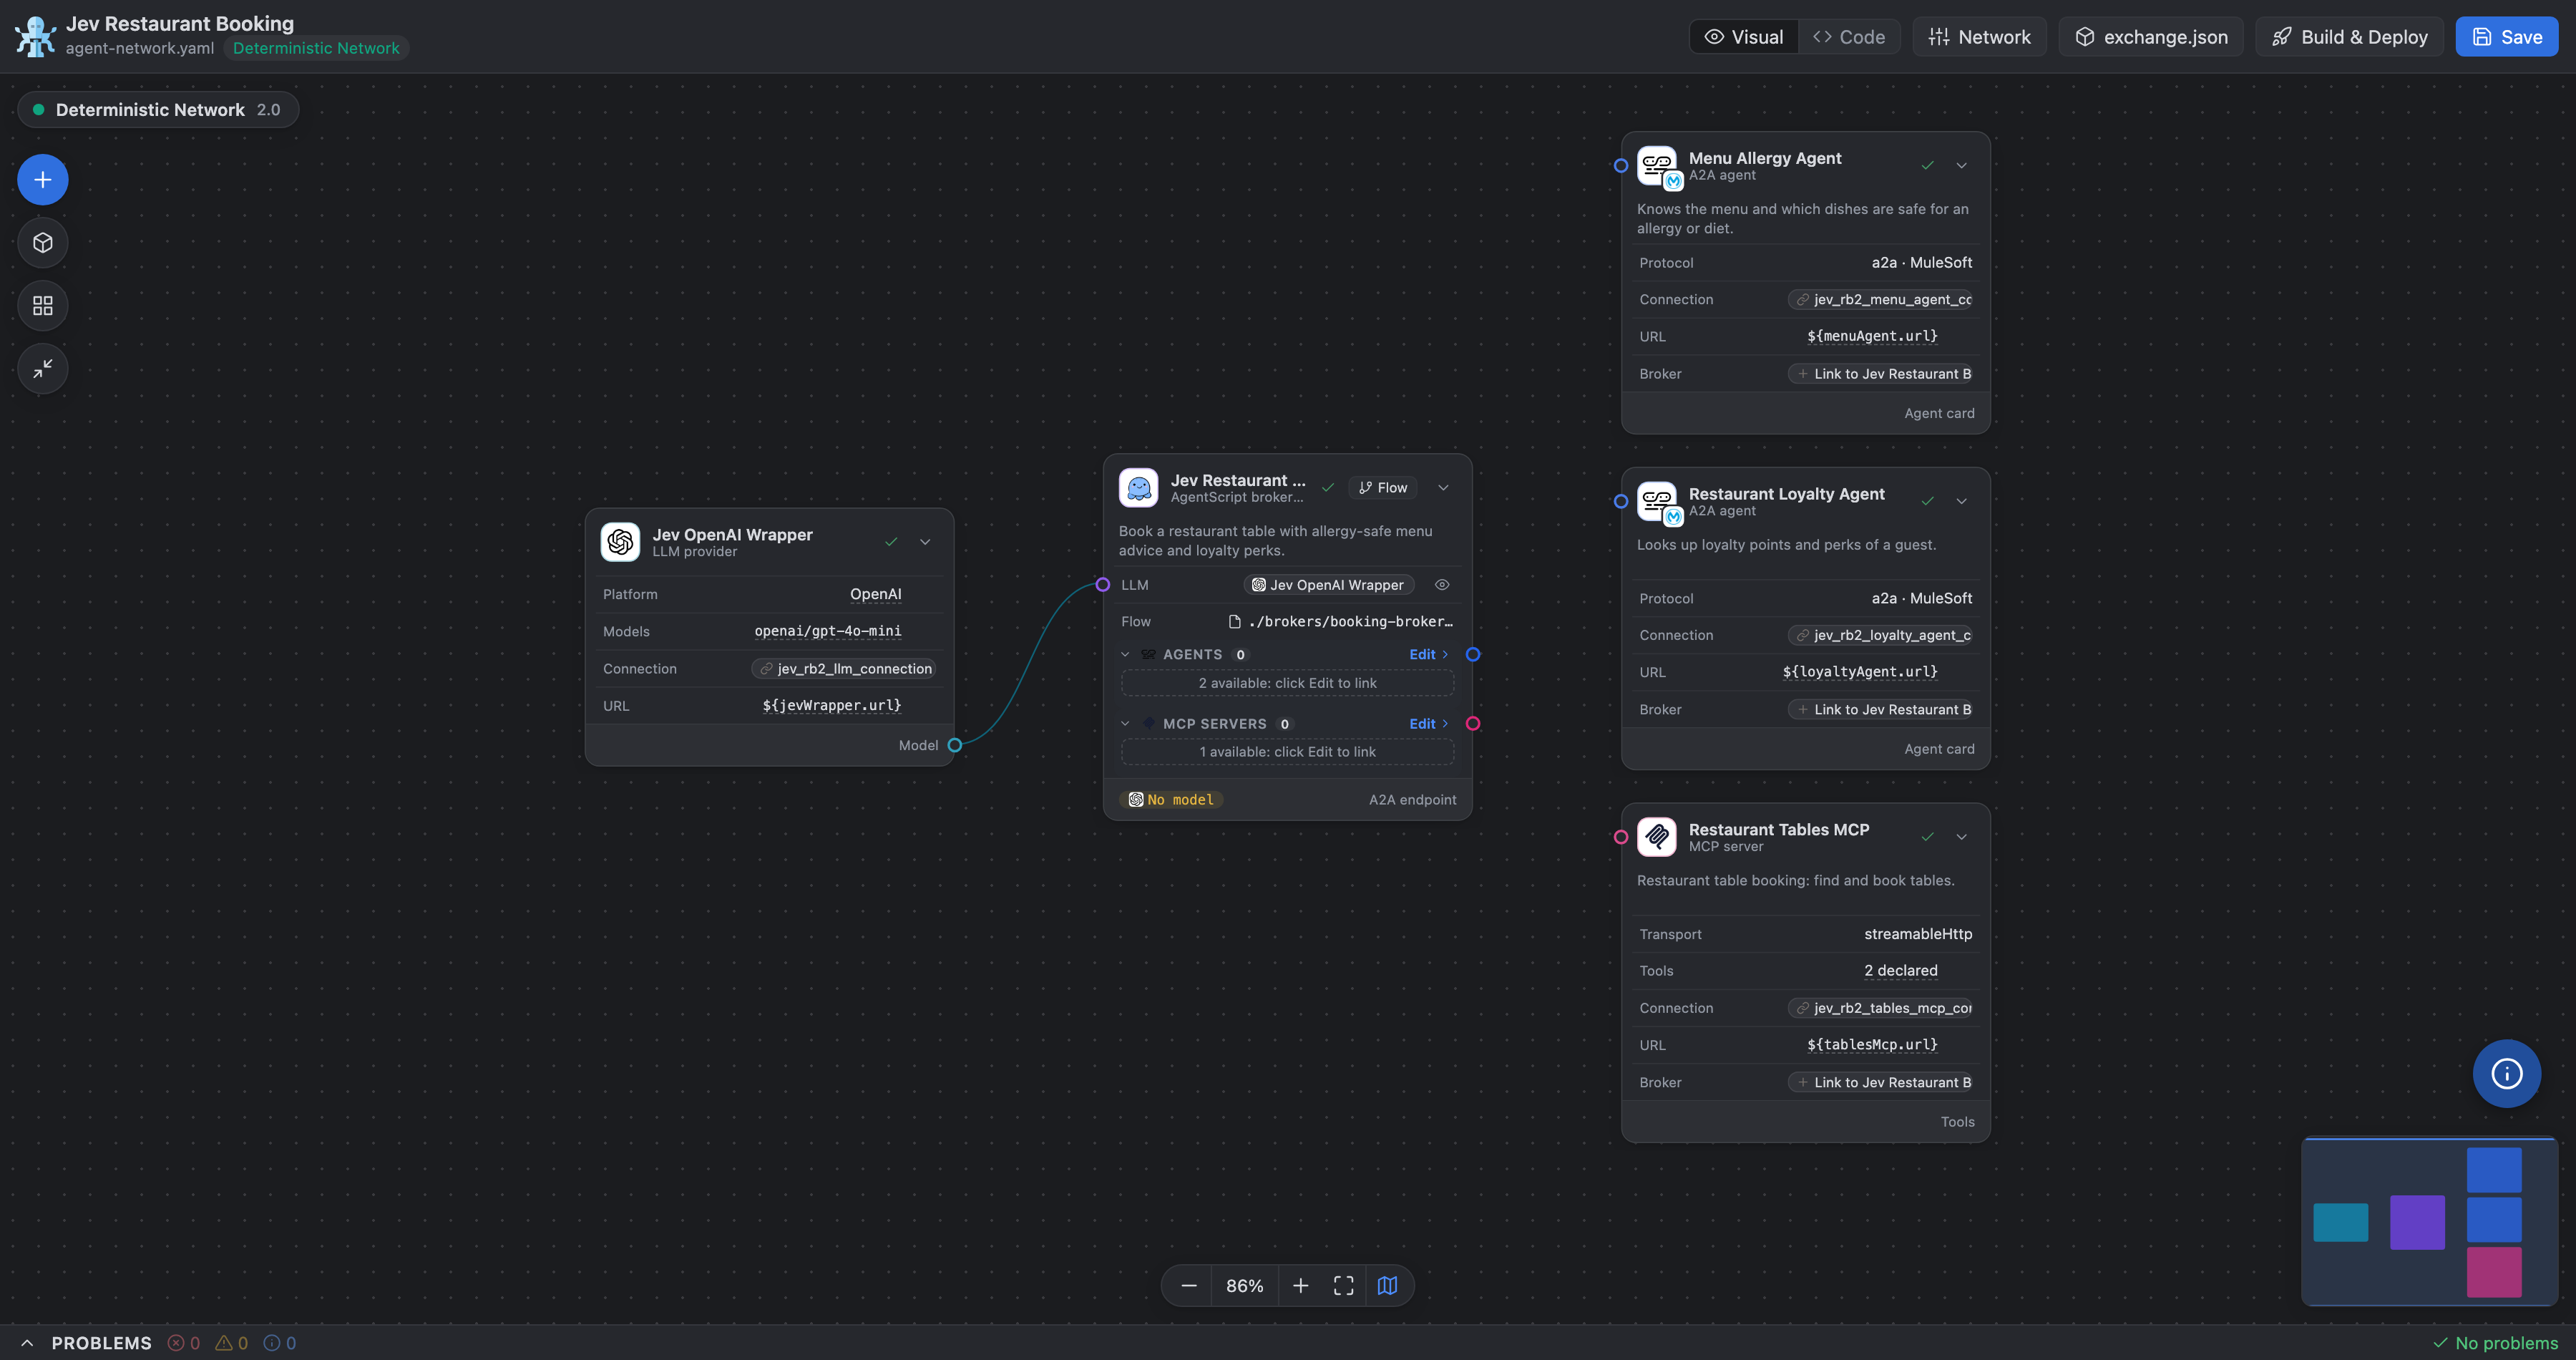 Jev Restaurant Booking
agent-network.yaml Deterministic Network
Visual Code Network exchange.json Build & Deploy Save
Deterministic Network 2.0
Jev OpenAI Wrapper
LLM provider
Platform OpenAI
Models openai/gpt-4o-mini
Connection jev_rb2_llm_connection
URL ${jevWrapper.url}
Model
Jev Restaurant ... Flow
AgentScript broker...
Book a restaurant table with allergy-safe menu
advice and loyalty perks.
LLM Jev OpenAI Wrapper
Flow ./brokers/booking-broker...
AGENTS 0 Edit
2 available: click Edit to link
MCP SERVERS 0 Edit
1 available: click Edit to link
No model A2A endpoint
Menu Allergy Agent
A2A agent
Knows the menu and which dishes are safe for an
allergy or diet.
Protocol a2a · MuleSoft
Connection jev_rb2_menu_agent_cc
URL ${menuAgent.url}
Broker + Link to Jev Restaurant B
Agent card
Restaurant Loyalty Agent
A2A agent
Looks up loyalty points and perks of a guest.
Protocol a2a · MuleSoft
Connection jev_rb2_loyalty_agent_c
URL ${loyaltyAgent.url}
Broker + Link to Jev Restaurant B
Agent card
Restaurant Tables MCP
MCP server
Restaurant table booking: find and book tables.
Transport streamableHttp
Tools 2 declared
Connection jev_rb2_tables_mcp_cor
URL ${tablesMcp.url}
Broker + Link to Jev Restaurant B
Tools
86%
PROBLEMS 0 0 0 No problems